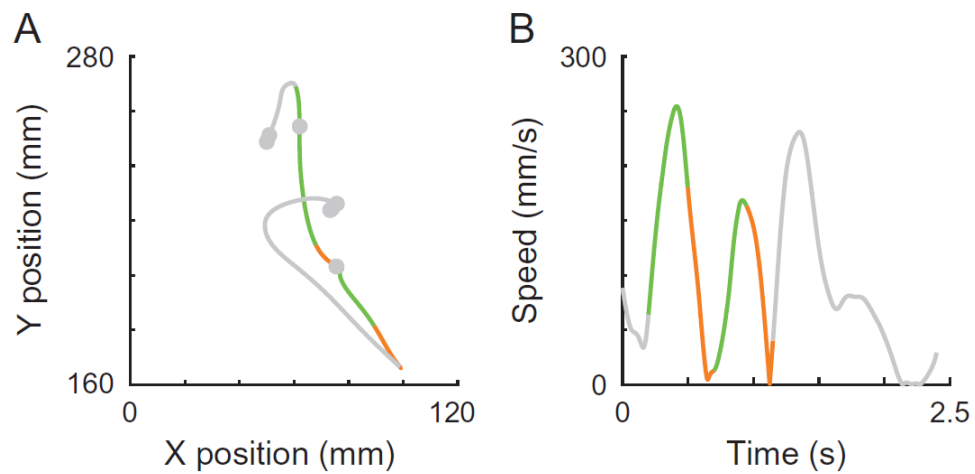 A
280
Y position (mm)
160
0
120
X position (mm)
B
300
Speed (mm/s)
0
0
2.5
Time (s)